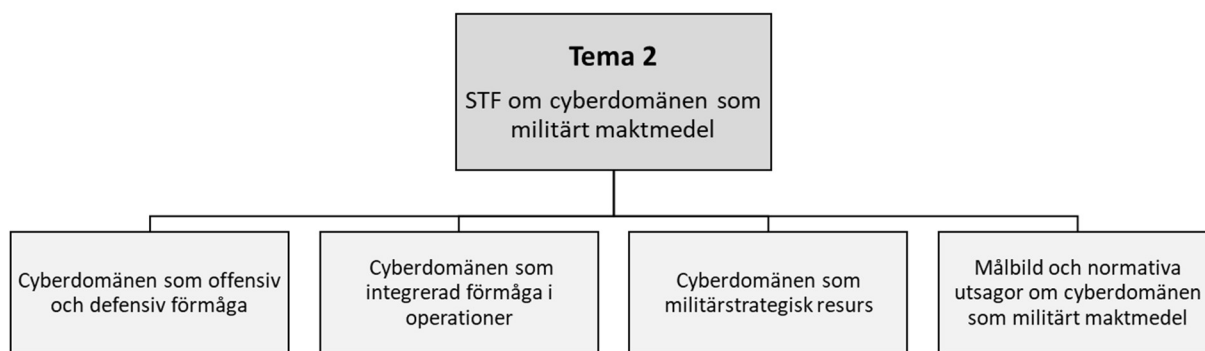 Tema 2
STF om cyberdomänen som
militärt maktmedel
Cyberdomänen som offensiv
och defensiv förmåga
Cyberdomänen som
integrerad förmåga i
operationer
Cyberdomänen som
militärstrategisk resurs
Målbild och normativa
utsagor om cyberdomänen
som militärt maktmedel